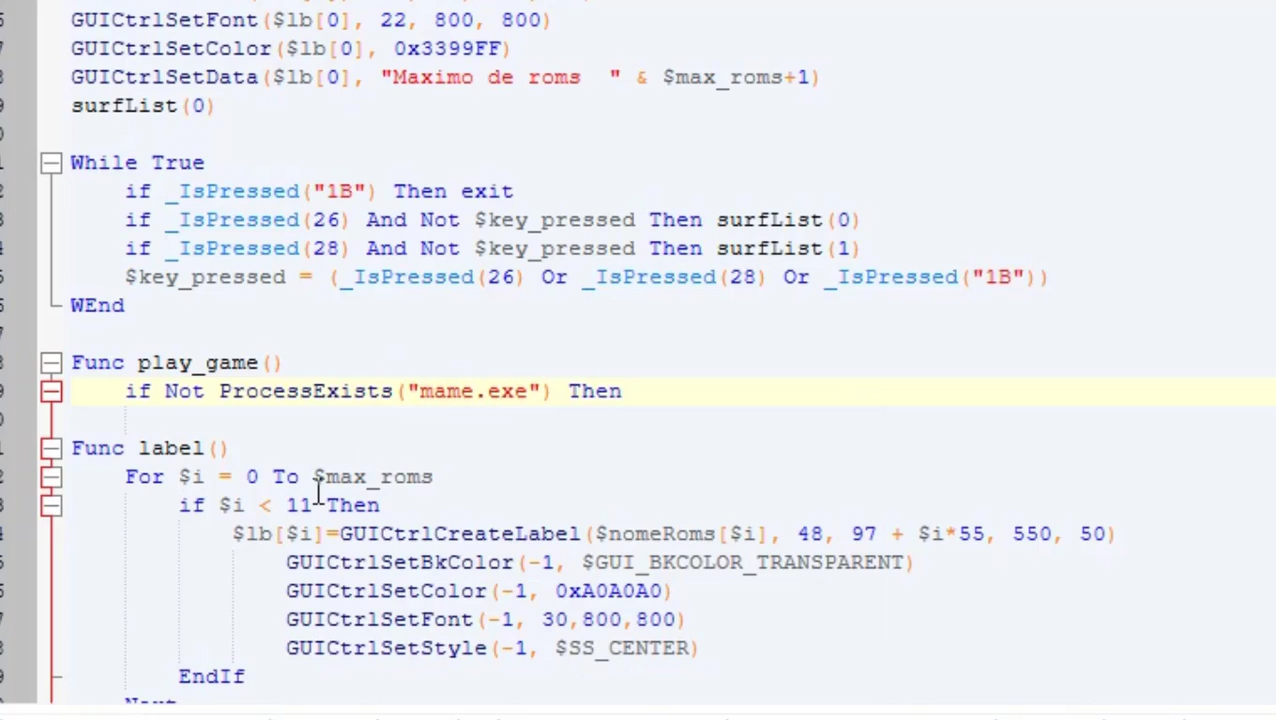 GUICtrlSetFont($lb[0], 22, 800, 800)
GUICtrlSetColor($lb[0], 0x3399FF)
GUICtrlSetData($lb[0], "Maximo de roms  " & $max_roms+1)
surfList(0)
While True
if _IsPressed("1B") Then exit
if _IsPressed(26) And Not $key_pressed Then surfList(0)
if _IsPressed(28) And Not $key_pressed Then surfList(1)
$key_pressed = (_IsPressed(26) Or _IsPressed(28) Or _IsPressed("1B"))
WEnd
Func play_game()
if Not ProcessExists("mame.exe") Then
Func label()
For $i = 0 To $max_roms
if $i < 11 Then
$lb[$i]=GUICtrlCreateLabel($nomeRoms[$i], 48, 97 + $i*55, 550, 50)
GUICtrlSetBkColor(-1, $GUI_BKCOLOR_TRANSPARENT)
GUICtrlSetColor(-1, 0xA0A0A0)
GUICtrlSetFont(-1, 30,800,800)
GUICtrlSetStyle(-1, $SS_CENTER)
EndIf
Next